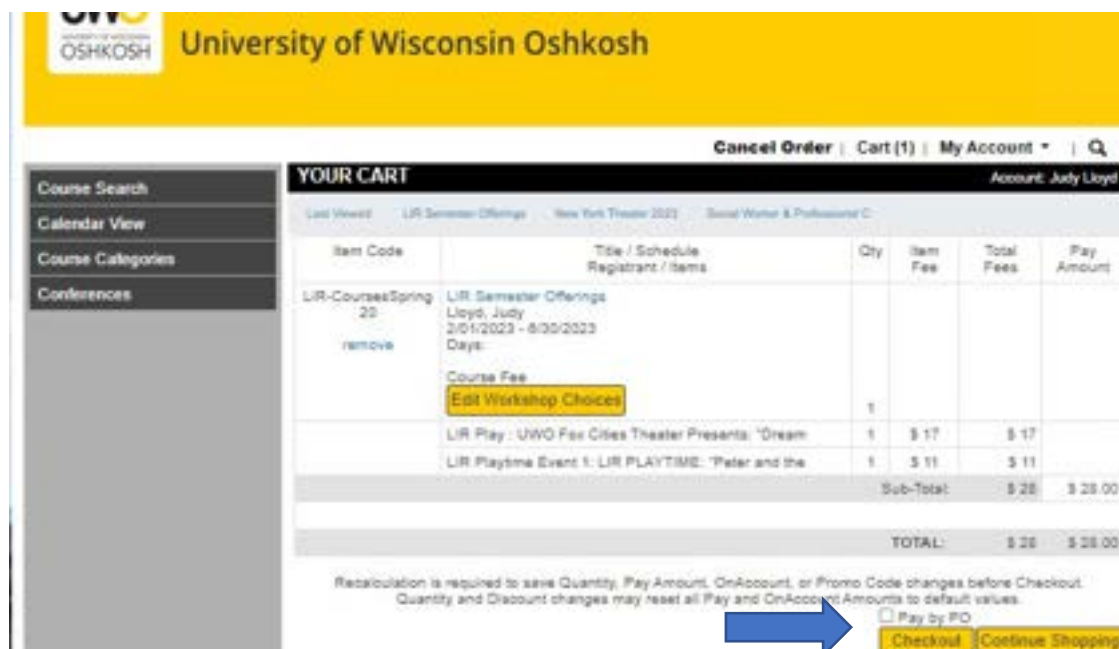 UWO
OSHKOSH
University of Wisconsin Oshkosh
Cancel Order | Cart (1) | My Account |
Course Search
Calendar View
Course Categories
Conferences
YOUR CART
Account: Judy Lloyd
Last Viewed LIR Semester Offerings New York Theater 2023 Social Worker & Professional C
Item Code
Title / Schedule
Registrant / Items
Qty
Item
Fee
Total
Fees
Pay
Amount
LIR-CoursesSpring
20
remove
LIR Semester Offerings
Lloyd, Judy
2/01/2023 - 6/30/2023
Days:
Course Fee
Edit Workshop Choices
1
LIR Play : UWO Fox Cities Theater Presents: "Dream 1 $ 17 $ 17
LIR Playtime Event 1: LIR PLAYTIME: "Peter and the 1 $ 11 $ 11
Sub-Total: $ 28 $ 28.00
TOTAL: $ 28 $ 28.00
Recalculation is required to save Quantity, Pay Amount, OnAccount, or Promo Code changes before Checkout.
Quantity and Discount changes may reset all Pay and OnAccount Amounts to default values.
Pay by PO
Checkout Continue Shopping